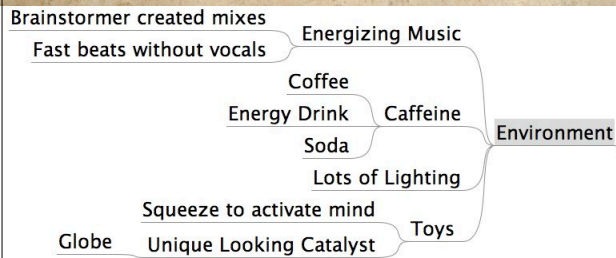 Brainstormer created mixes
Energizing Music
Fast beats without vocals
Coffee
Energy Drink
Caffeine
Environment
Soda
Lots of Lighting
Squeeze to activate mind
Toys
Globe
Unique Looking Catalyst